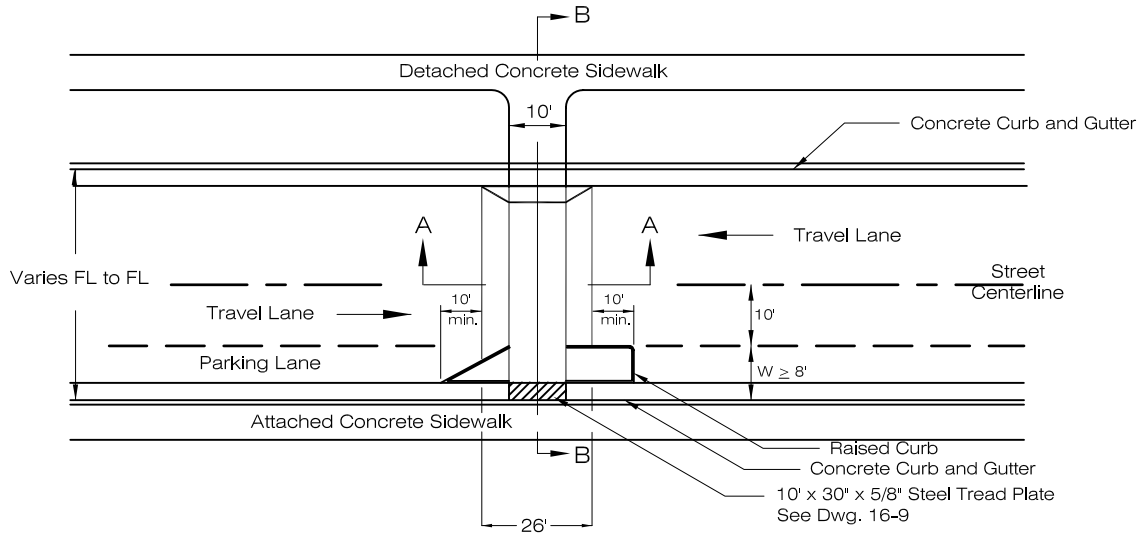 B
Detached Concrete Sidewalk
10'
Concrete Curb and Gutter
A
A
Travel Lane
Varies FL to FL
Street
Centerline
10'
min.
10'
min.
10'
Travel Lane
Parking Lane
W ≥ 8'
Attached Concrete Sidewalk
Raised Curb
B
Concrete Curb and Gutter
10' x 30" x 5/8" Steel Tread Plate
See Dwg. 16-9
26'